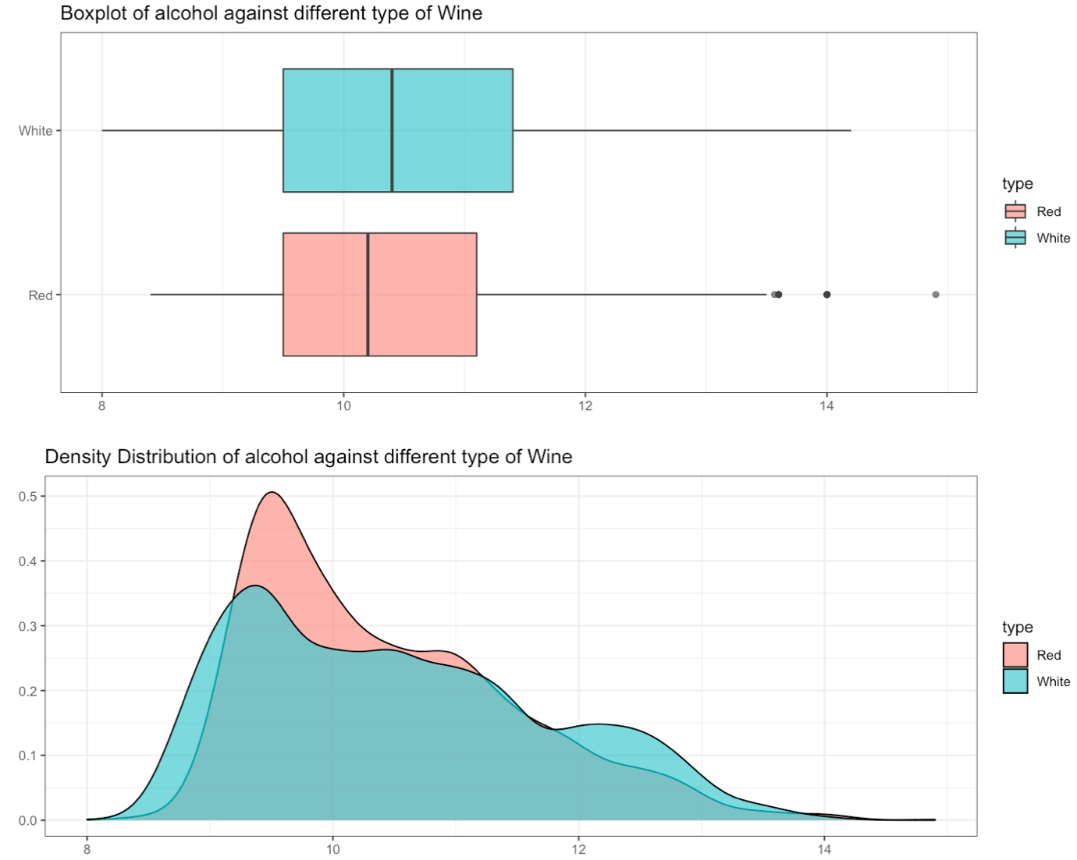 Boxplot of alcohol against different type of Wine
White
Red
8 10 12 14
type
Red
White
Density Distribution of alcohol against different type of Wine
0.5
0.4
0.3
0.2
0.1
0.0
8 10 12 14
type
Red
White